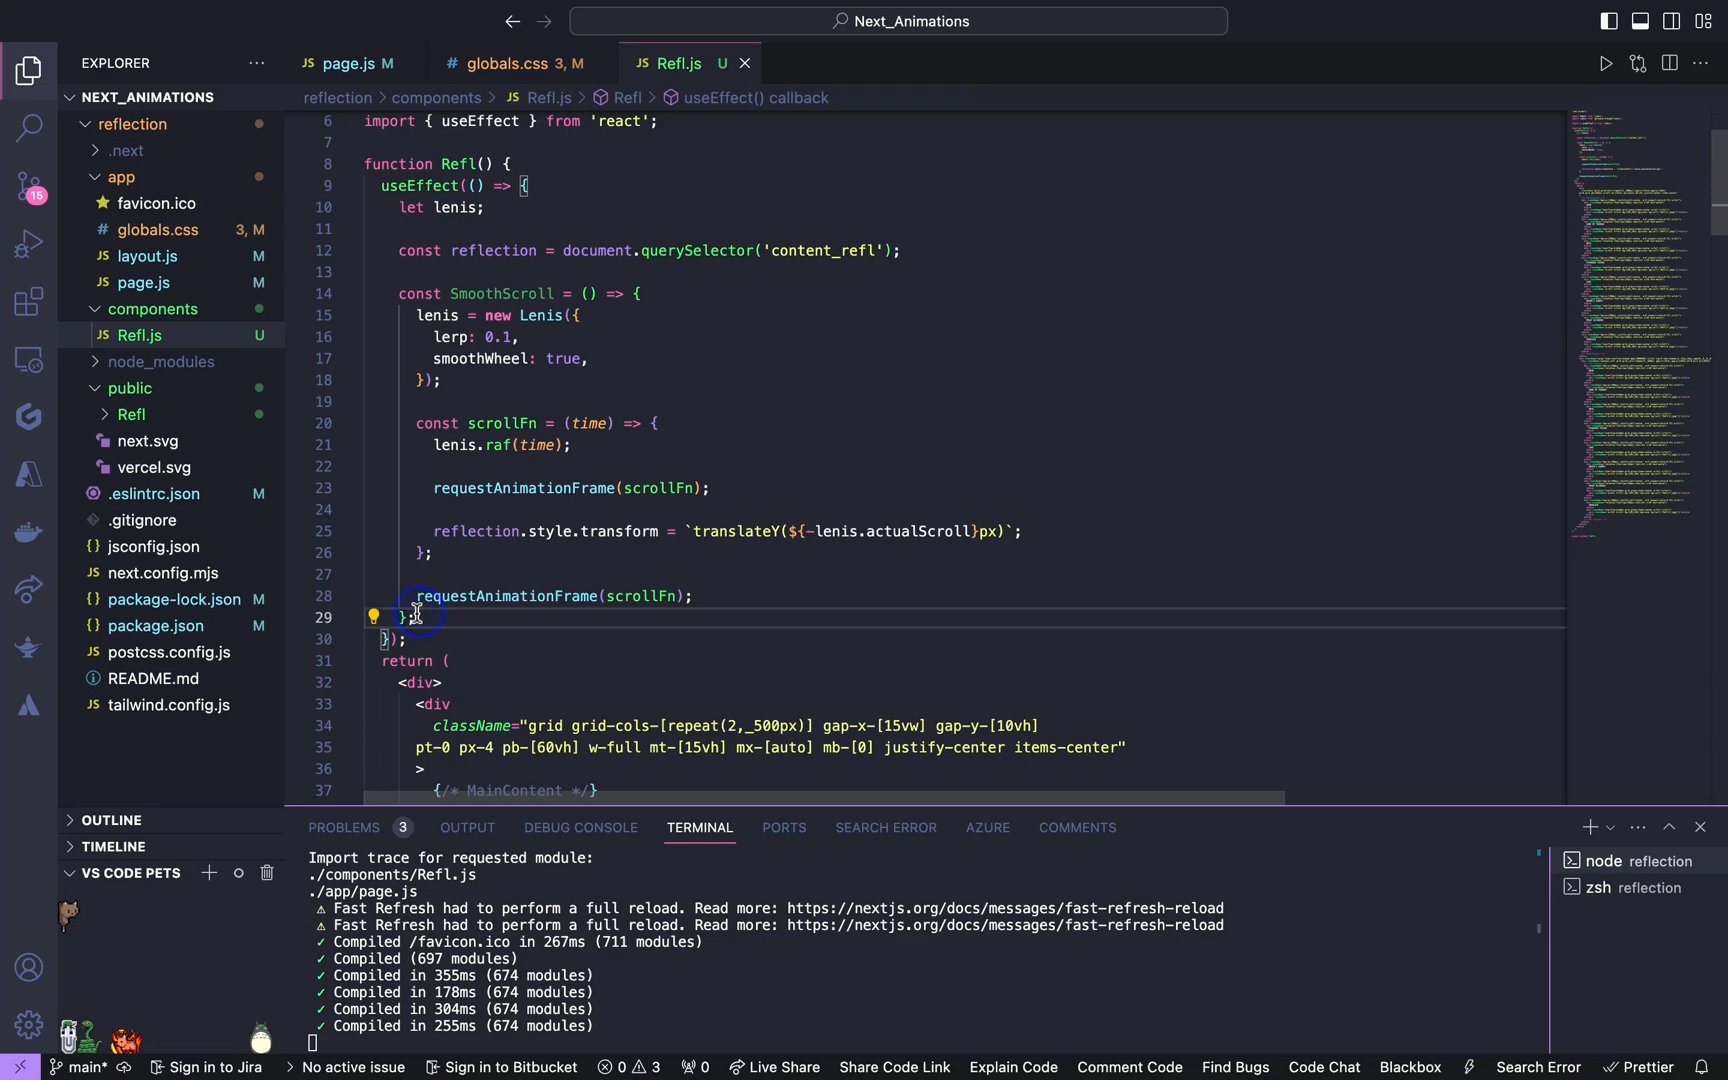 Next_Animations
EXPLORER
page.js M
globals.css 3, M
Refl.js U
NEXT_ANIMATIONS
reflection
.next
app
favicon.ico
globals.css 3, M
layout.js M
page.js M
components
Refl.js U
node_modules
public
Refl
next.svg
vercel.svg
.eslintrc.json M
.gitignore
jsconfig.json
next.config.mjs
package-lock.json M
package.json M
postcss.config.js
README.md
tailwind.config.js
15
OUTLINE
TIMELINE
VS CODE PETS
reflection > components > JS Refl.js > Refl > useEffect() callback
6 import { useEffect } from 'react';
7
8 function Refl() {
9 useEffect(() => {
10 let lenis;
11
12 const reflection = document.querySelector('content_refl');
13
14 const SmoothScroll = () => {
15 lenis = new Lenis({
16 lerp: 0.1,
17 smoothWheel: true,
18 });
19
20 const scrollFn = (time) => {
21 lenis.raf(time);
22
23 requestAnimationFrame(scrollFn);
24
25 reflection.style.transform = `translateY(${-lenis.actualScroll}px)`;
26 };
27
28 requestAnimationFrame(scrollFn);
29 };
30 });
31 return (
32 <div>
33 <div
34 className="grid grid-cols-[repeat(2,_500px)] gap-x-[15vw] gap-y-[10vh]
35 pt-0 px-4 pb-[60vh] w-full mt-[15vh] mx-[auto] mb-[0] justify-center items-center"
36 >
37 {/* MainContent */}
PROBLEMS 3 OUTPUT DEBUG CONSOLE TERMINAL PORTS SEARCH ERROR AZURE COMMENTS
Import trace for requested module:
./components/Refl.js
./app/page.js
⚠ Fast Refresh had to perform a full reload. Read more: https://nextjs.org/docs/messages/fast-refresh-reload
⚠ Fast Refresh had to perform a full reload. Read more: https://nextjs.org/docs/messages/fast-refresh-reload
✓ Compiled /favicon.ico in 267ms (711 modules)
✓ Compiled (697 modules)
✓ Compiled in 355ms (674 modules)
✓ Compiled in 178ms (674 modules)
✓ Compiled in 304ms (674 modules)
✓ Compiled in 255ms (674 modules)
node reflection
zsh reflection
main* Sign in to Jira No active issue Sign in to Bitbucket 0 3 0 Live Share Share Code Link Explain Code Comment Code Find Bugs Code Chat Blackbox Search Error Prettier